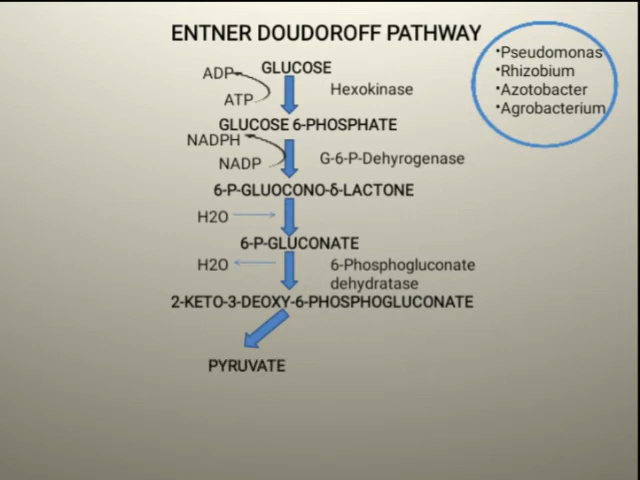 ENTNER DOUDOROFF PATHWAY
•Pseudomonas
•Rhizobium
•Azotobacter
•Agrobacterium
GLUCOSE
ADP
ATP
Hexokinase
GLUCOSE 6-PHOSPHATE
NADPH
NADP
G-6-P-Dehyrogenase
6-P-GLUOCONO-δ-LACTONE
H2O
6-P-GLUCONATE
H2O
6-Phosphogluconate
dehydratase
2-KETO-3-DEOXY-6-PHOSPHOGLUCONATE
PYRUVATE